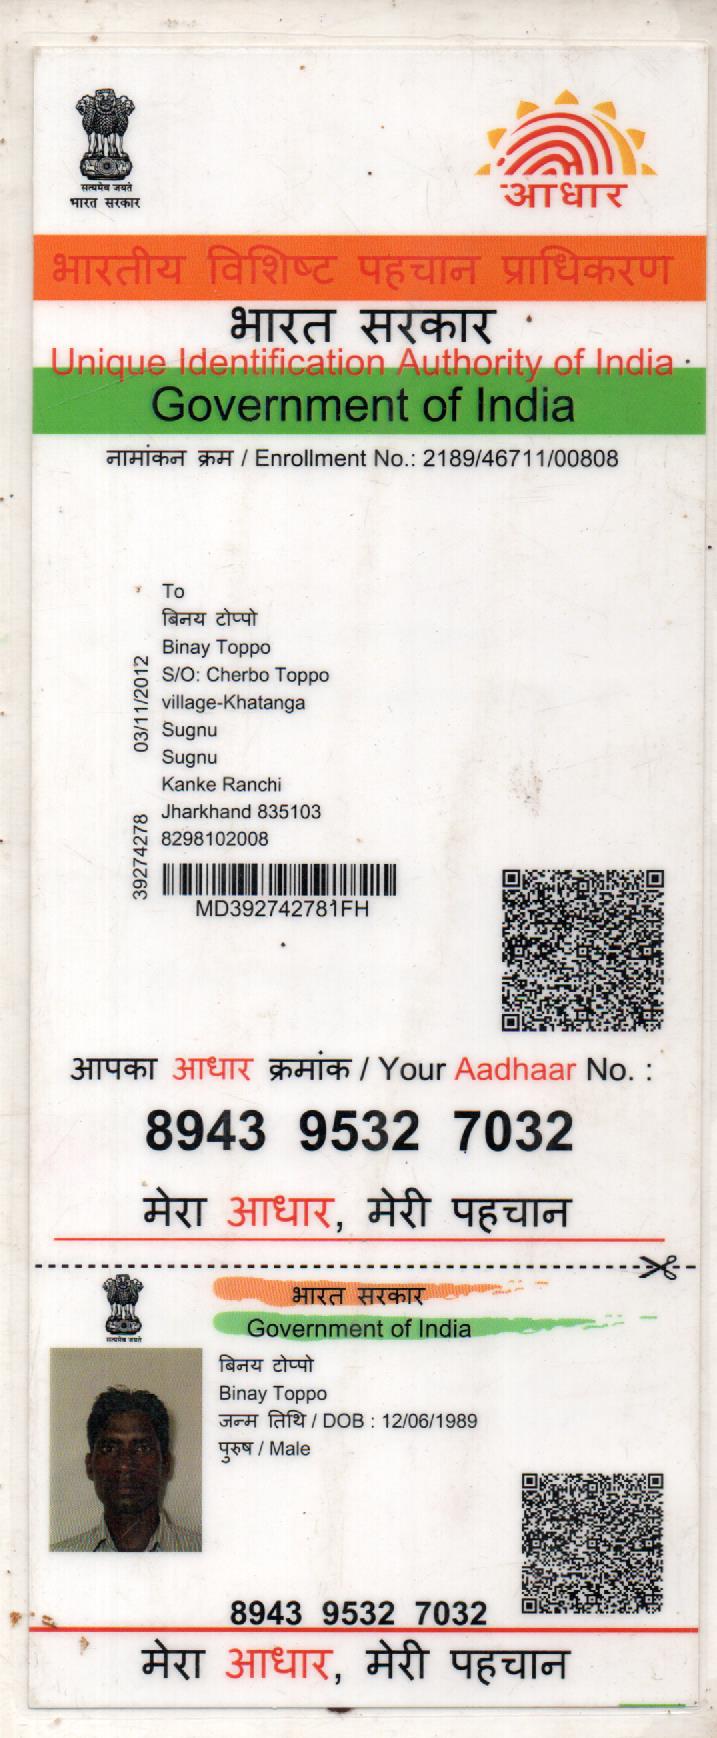 सत्यमेव जयते
भारत सरकार
आधार
भारतीय विशिष्ट पहचान प्राधिकरण
भारत सरकार
Unique Identification Authority of India
Government of India
नामांकन क्रम / Enrollment No.: 2189/46711/00808
To
बिनय टोप्पो
Binay Toppo
S/O: Cherbo Toppo
village-Khatanga
Sugnu
Sugnu
Kanke Ranchi
Jharkhand 835103
8298102008
39274278 03/11/2012
MD392742781FH
आपका आधार क्रमांक / Your Aadhaar No. :
8943 9532 7032
मेरा आधार, मेरी पहचान
भारत सरकार
Government of India
सत्यमेव जयते
बिनय टोप्पो
Binay Toppo
जन्म तिथि / DOB : 12/06/1989
पुरुष / Male
8943 9532 7032
मेरा आधार, मेरी पहचान